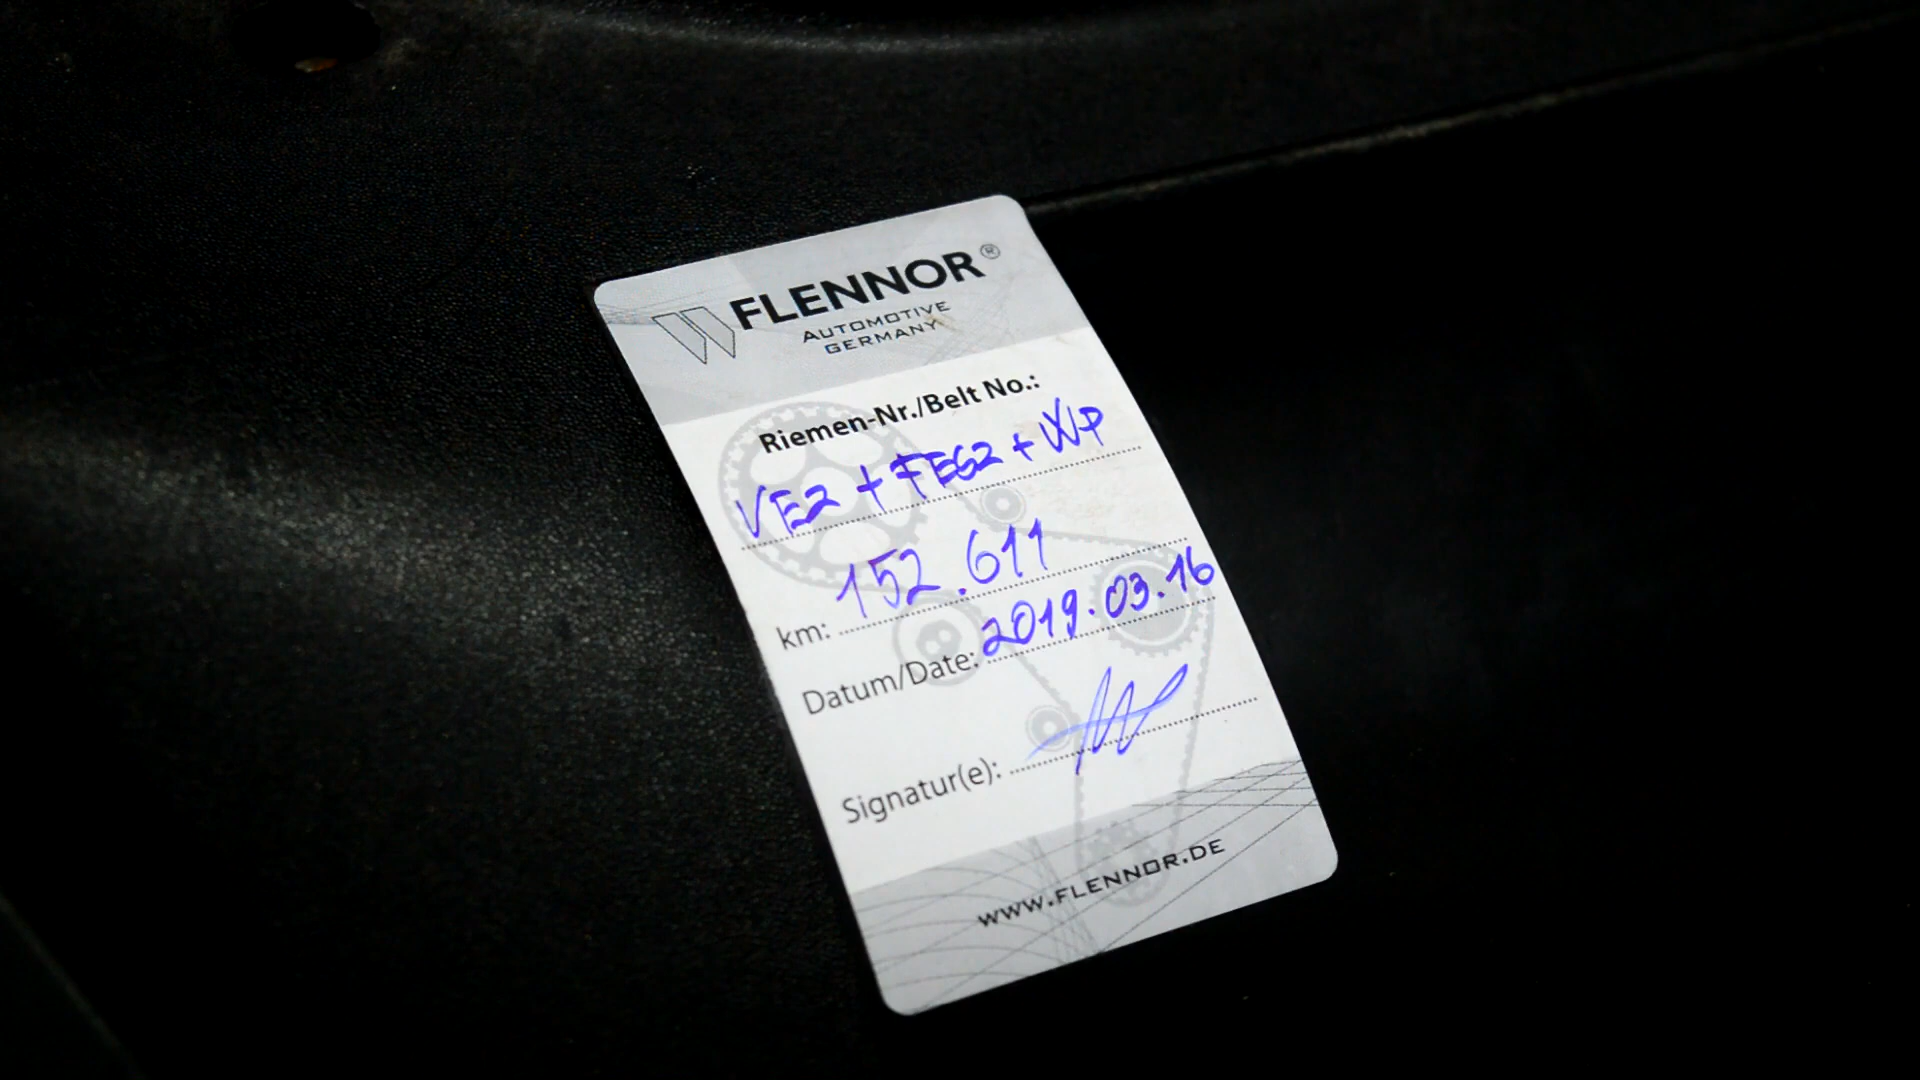 FLENNOR®
AUTOMOTIVE
GERMANY
Riemen-Nr./Belt No.:
VE2 + FEG2 + WP
km: 152.611
Datum/Date: 2019.03.16
Signatur(e):
WWW.FLENNOR.DE